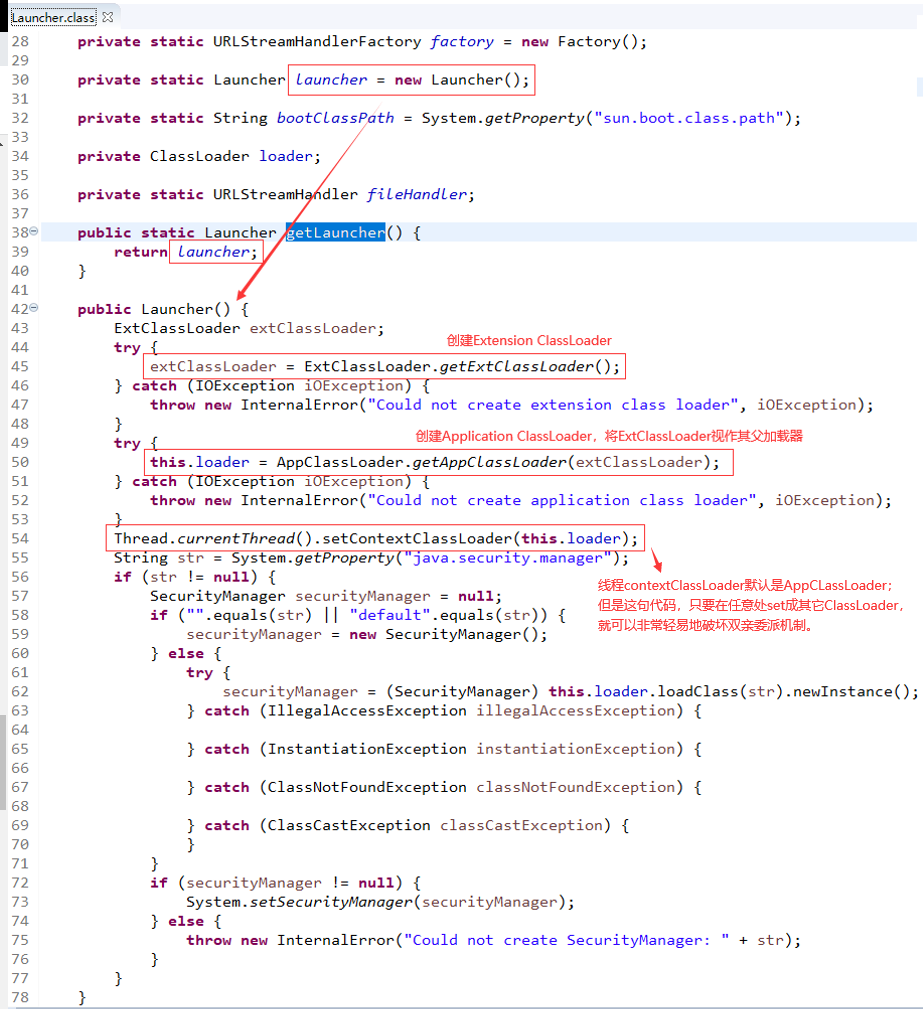 Launcher.class
28 private static URLStreamHandlerFactory factory = new Factory();
29
30 private static Launcher launcher = new Launcher();
31
32 private static String bootClassPath = System.getProperty("sun.boot.class.path");
33
34 private ClassLoader loader;
35
36 private static URLStreamHandler fileHandler;
37
38 public static Launcher getLauncher() {
39 return launcher;
40 }
41
42 public Launcher() {
43 ExtClassLoader extClassLoader;
创建Extension ClassLoader
44 try {
45 extClassLoader = ExtClassLoader.getExtClassLoader();
46 } catch (IOException iOException) {
47 throw new InternalError("Could not create extension class loader", iOException);
48 }
创建Application ClassLoader，将ExtClassLoader视作其父加载器
49 try {
50 this.loader = AppClassLoader.getAppClassLoader(extClassLoader);
51 } catch (IOException iOException) {
52 throw new InternalError("Could not create application class loader", iOException);
53 }
54 Thread.currentThread().setContextClassLoader(this.loader);
55 String str = System.getProperty("java.security.manager");
56 if (str != null) {
57 SecurityManager securityManager = null;
58 if ("".equals(str) || "default".equals(str)) {
59 securityManager = new SecurityManager();
线程contextClassLoader默认是AppCLassLoader；
但是这句代码，只要在任意处set成其它ClassLoader，
就可以非常轻易地破坏双亲委派机制。
60 } else {
61 try {
62 securityManager = (SecurityManager) this.loader.loadClass(str).newInstance();
63 } catch (IllegalAccessException illegalAccessException) {
64
65 } catch (InstantiationException instantiationException) {
66
67 } catch (ClassNotFoundException classNotFoundException) {
68
69 } catch (ClassCastException classCastException) {
70 }
71 }
72 if (securityManager != null) {
73 System.setSecurityManager(securityManager);
74 } else {
75 throw new InternalError("Could not create SecurityManager: " + str);
76 }
77 }
78 }